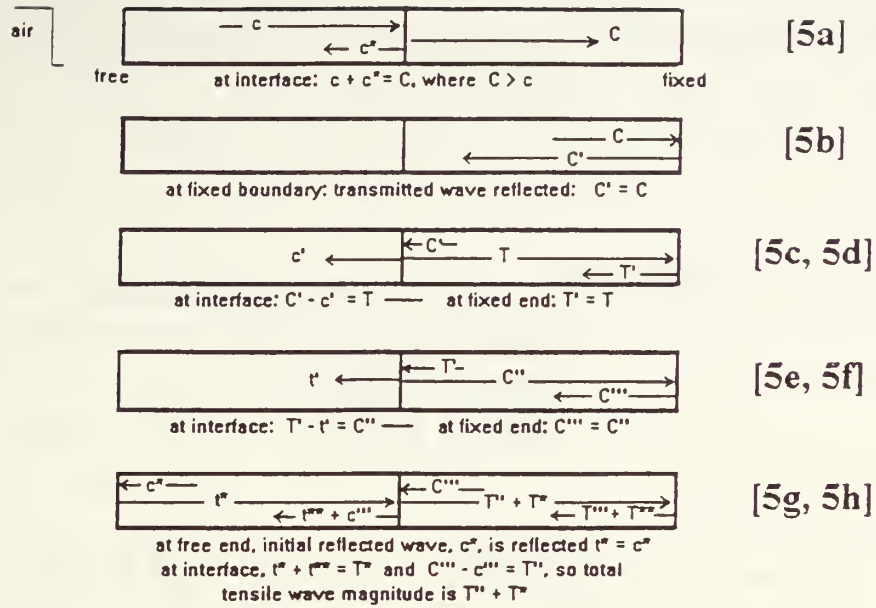 air
c
C
c*
[5a]
free
at interface: c + c* = C, where C > c
fixed
C
C'
[5b]
at fixed boundary: transmitted wave reflected: C' = C
c'
C'
T
T'
[5c, 5d]
at interface: C' - c' = T — at fixed end: T' = T
t'
T'
C''
C'''
[5e, 5f]
at interface: T' - t' = C'' — at fixed end: C''' = C''
c*
t*
t** + c'''
C'''
T'' + T*
T''' + T**
[5g, 5h]
at free end, initial reflected wave, c*, is reflected t* = c*
at interface, t* + t** = T* and C''' - c''' = T'', so total
tensile wave magnitude is T'' + T*